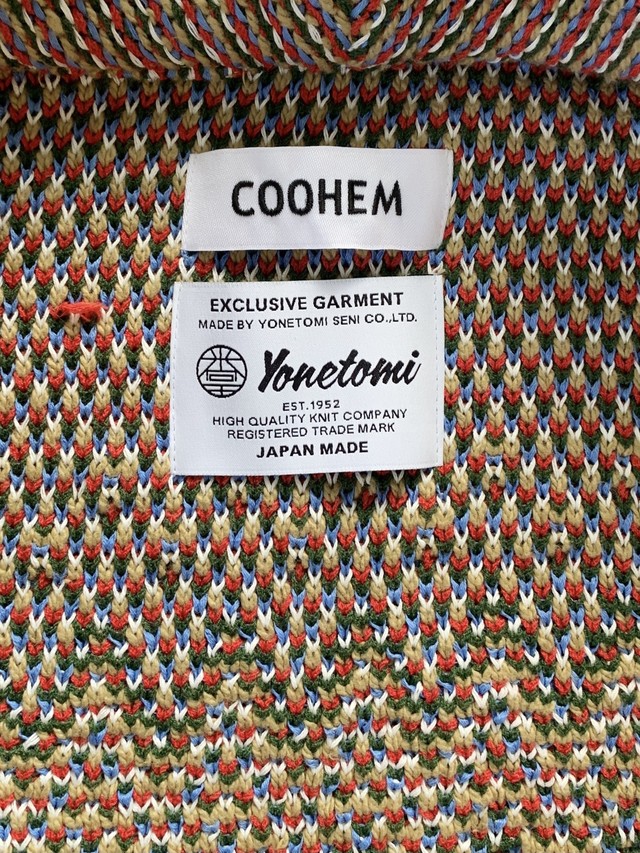 COOHEM
EXCLUSIVE GARMENT
MADE BY YONETOMI SENI CO.,LTD.
Yonetomi
EST.1952
HIGH QUALITY KNIT COMPANY
REGISTERED TRADE MARK
JAPAN MADE